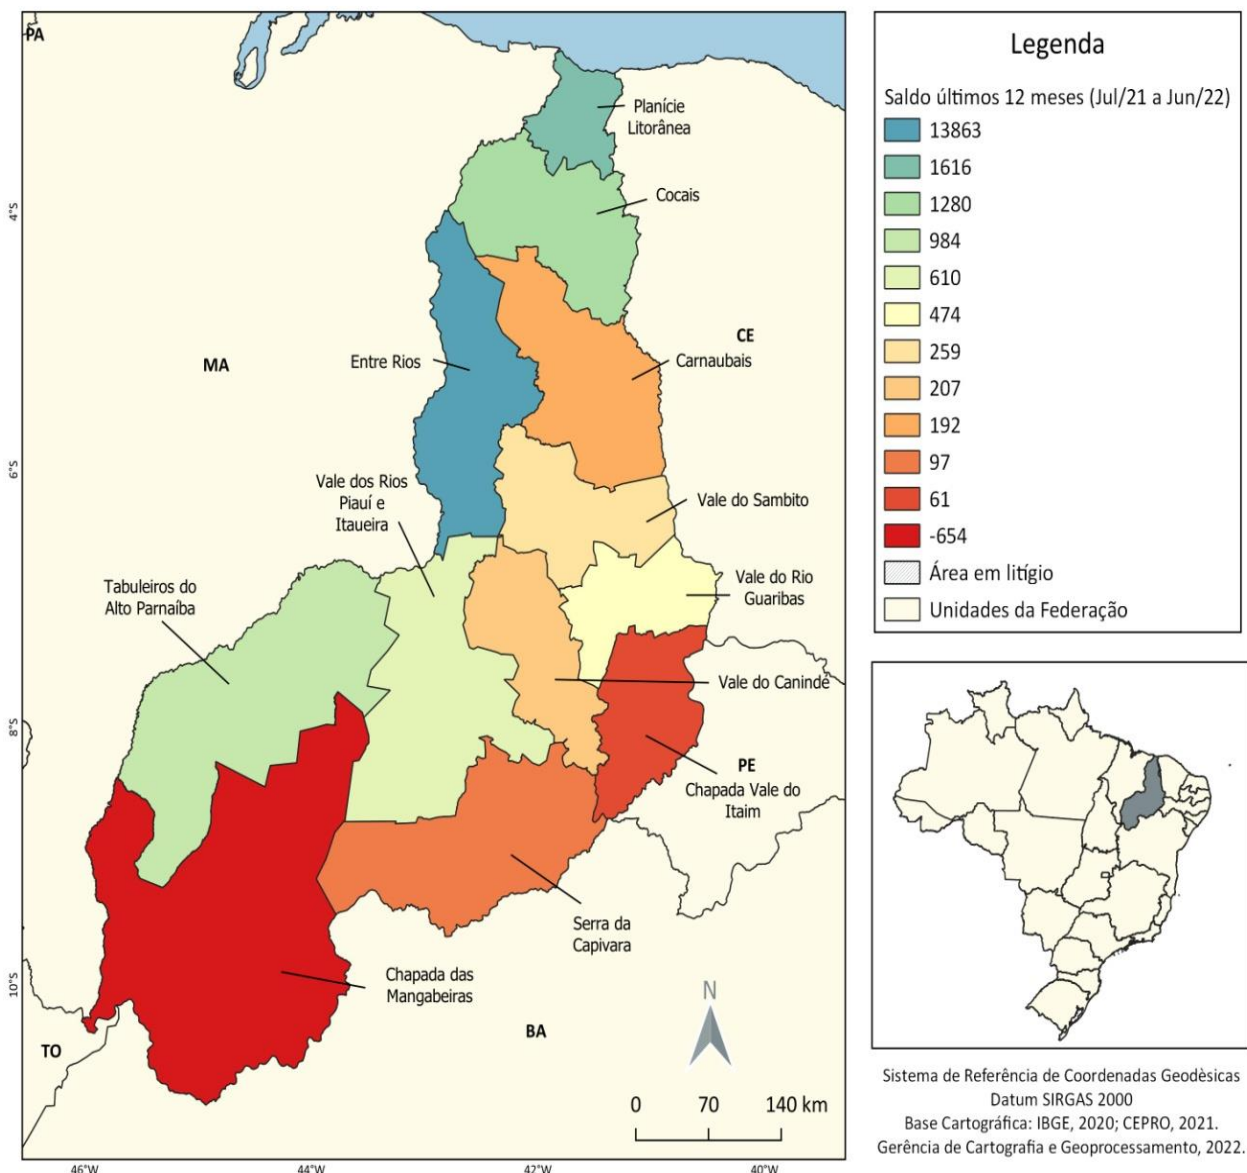 PA
Planície
Litorânea
Cocais
4°S
MA
CE
Entre Rios
Carnaubais
6°S
Vale dos Rios
Piauí e
Itaueira
Vale do Sambito
Tabuleiros do
Alto Parnaíba
Vale do Rio
Guaribas
Vale do Canindé
8°S
PE
Chapada Vale do
Itaim
Serra da
Capivara
Chapada das
Mangabeiras
10°S
N
BA
TO
0 70 140 km
46°W 44°W 42°W 40°W
Legenda
Saldo últimos 12 meses (Jul/21 a Jun/22)
13863
1616
1280
984
610
474
259
207
192
97
61
-654
Área em litígio
Unidades da Federação
Sistema de Referência de Coordenadas Geodèsicas
Datum SIRGAS 2000
Base Cartográfica: IBGE, 2020; CEPRO, 2021.
Gerência de Cartografia e Geoprocessamento, 2022.